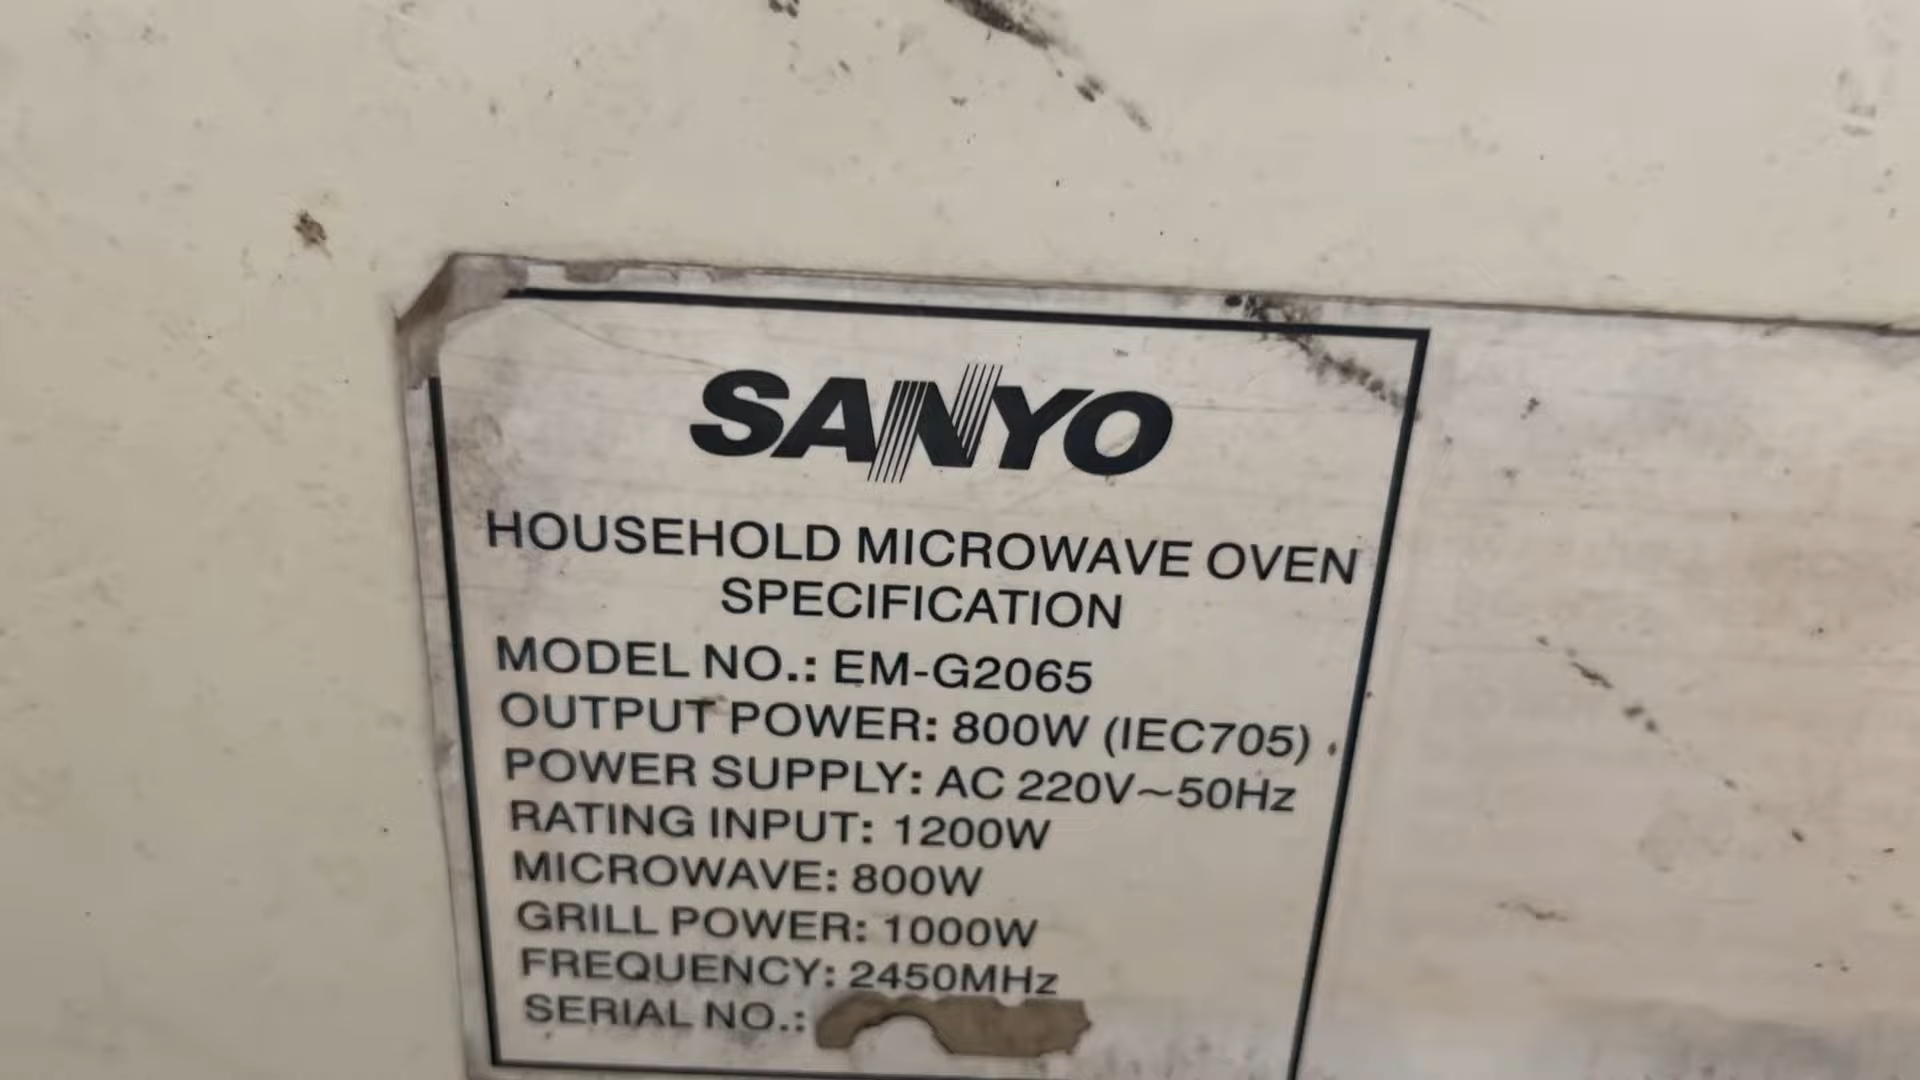 SANYO
HOUSEHOLD MICROWAVE OVEN
SPECIFICATION
MODEL NO.: EM-G2065
OUTPUT POWER: 800W (IEC705)
POWER SUPPLY: AC 220V~50Hz
RATING INPUT: 1200W
MICROWAVE: 800W
GRILL POWER: 1000W
FREQUENCY: 2450MHz
SERIAL NO.: